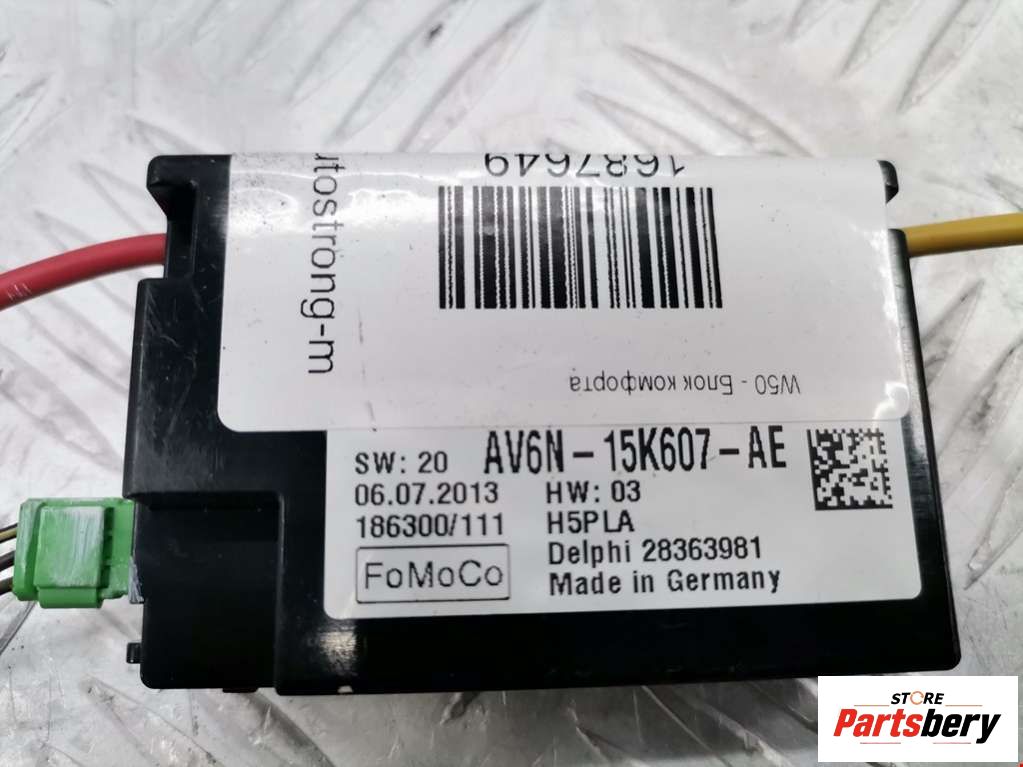 1687649
utostrong-m
W50 - Блок комфорта
SW: 20 AV6N-15K607-AE
06.07.2013 HW: 03
186300/111 H5PLA
Delphi 28363981
FoMoCo
Made in Germany
STORE
Partsbery